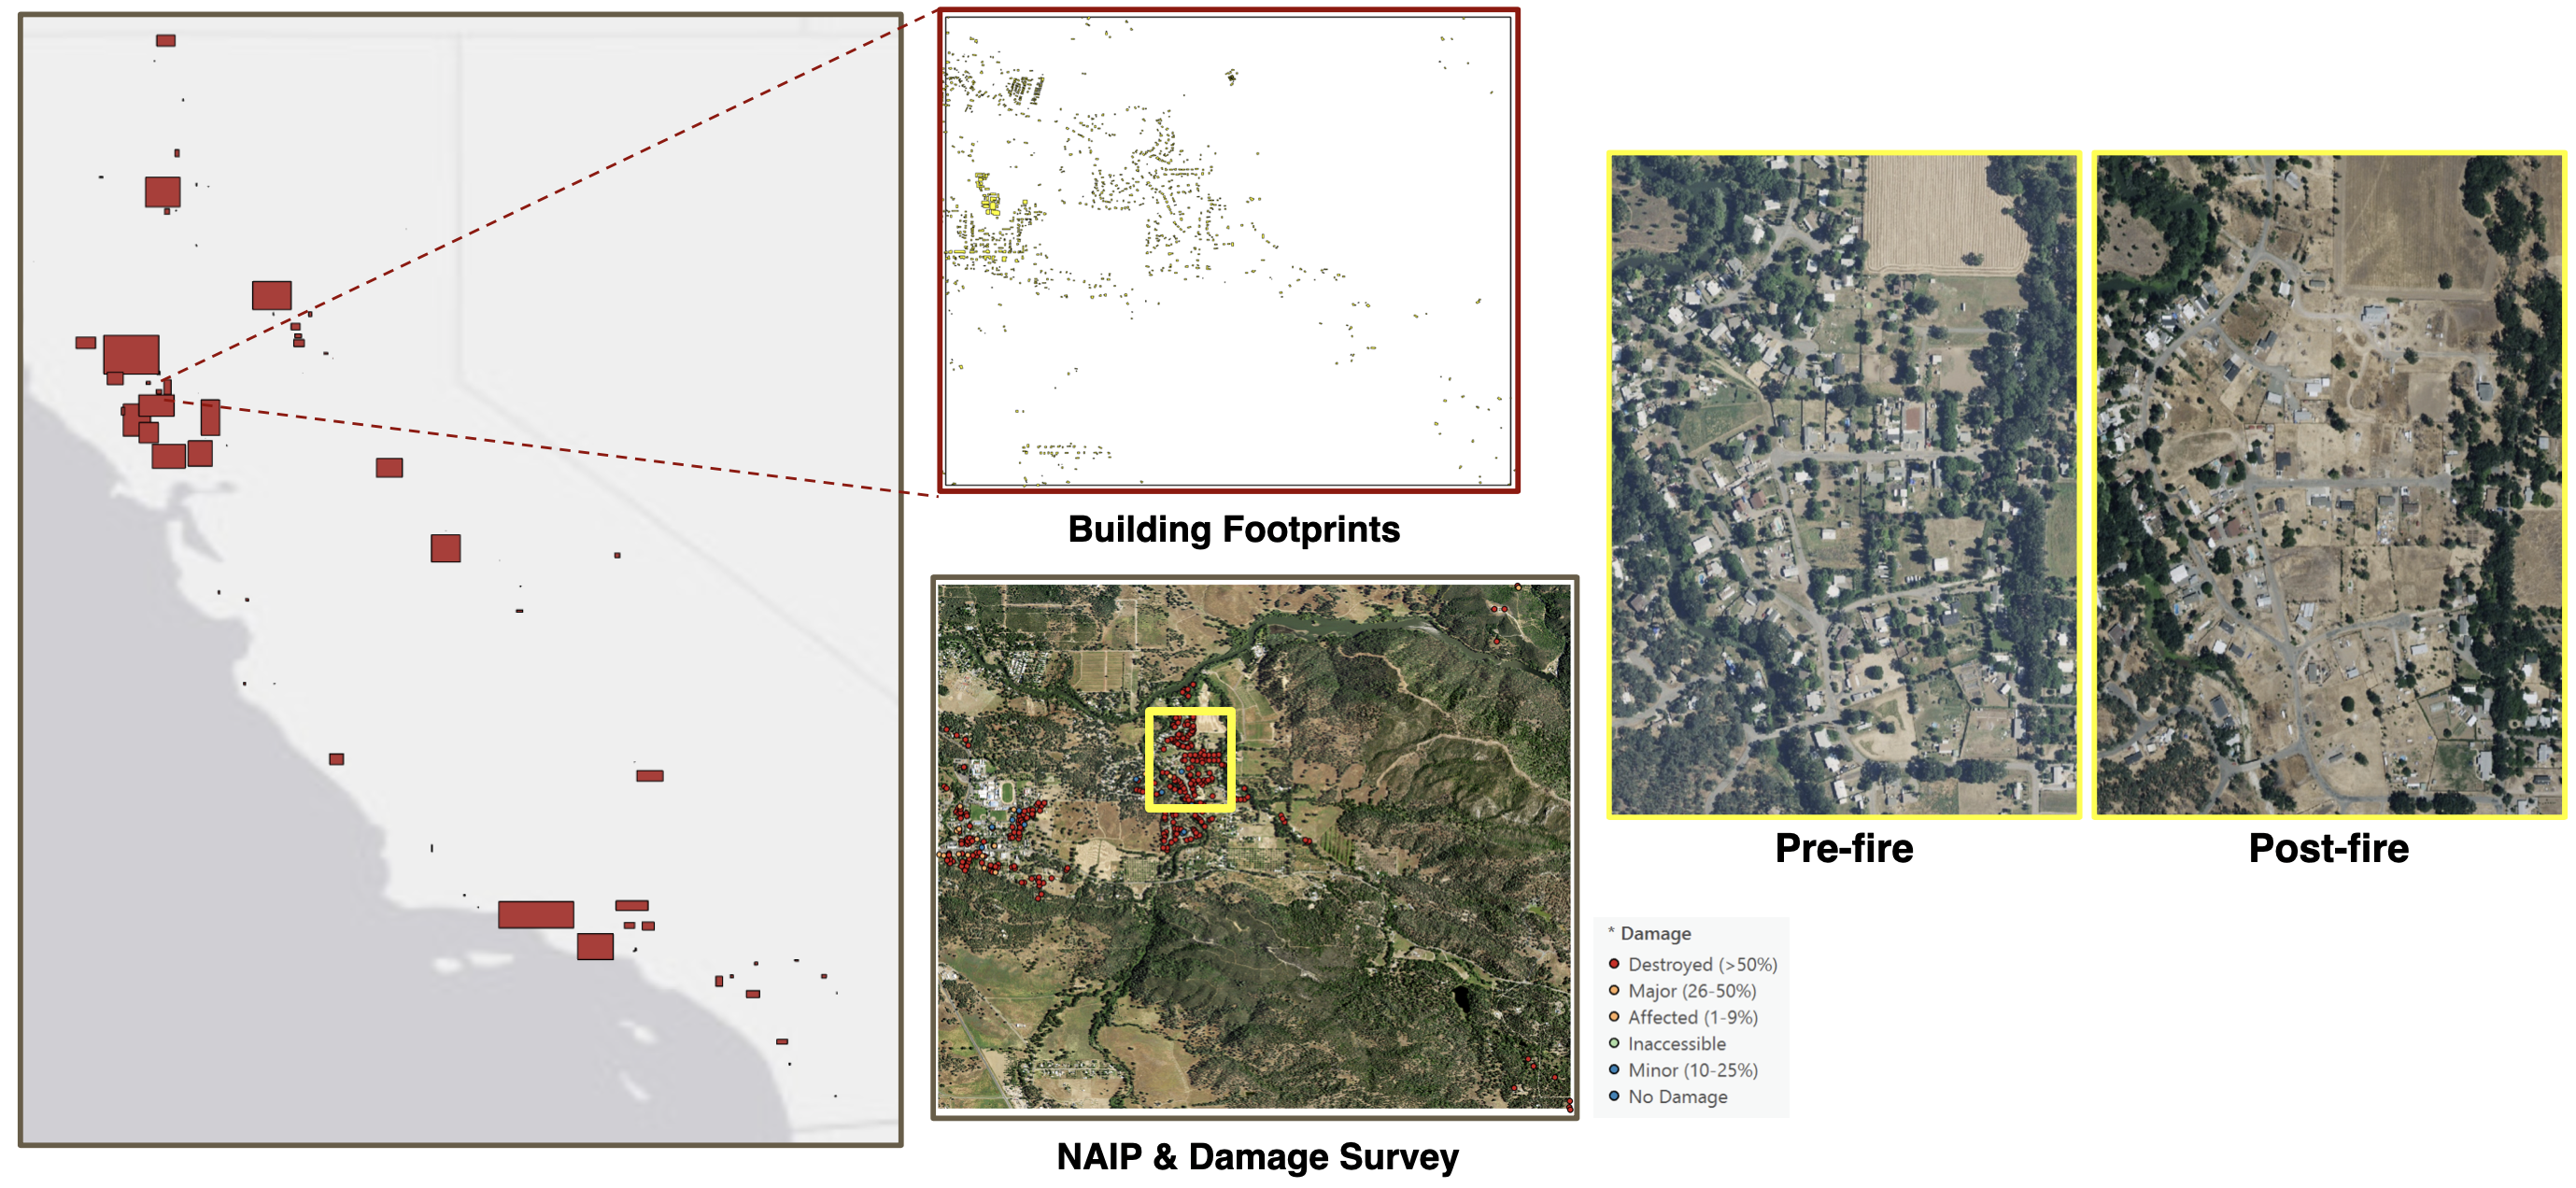 Building Footprints
NAIP & Damage Survey
Pre-fire
Post-fire
* Damage
Destroyed (>50%)
Major (26-50%)
Affected (1-9%)
Inaccessible
Minor (10-25%)
No Damage